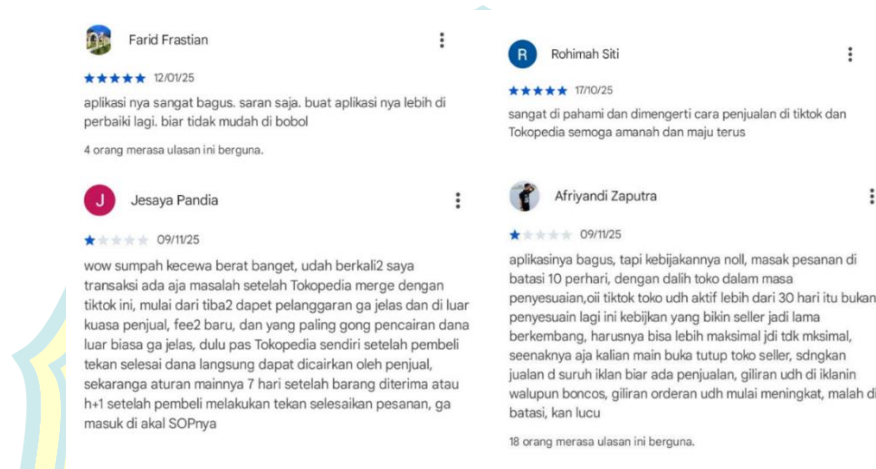 Farid Frastian
12/01/25
aplikasi nya sangat bagus. saran saja. buat aplikasi nya lebih di
perbaiki lagi. biar tidak mudah di bobol
4 orang merasa ulasan ini berguna.
J
Jesaya Pandia
09/11/25
wow sumpah kecewa berat banget, udah berkali2 saya
transaksi ada aja masalah setelah Tokopedia merge dengan
tiktok ini, mulai dari tiba2 dapet pelanggaran ga jelas dan di luar
kuasa penjual, fee2 baru, dan yang paling gong pencairan dana
luar biasa ga jelas, dulu pas Tokopedia sendiri setelah pembeli
tekan selesai dana langsung dapat dicairkan oleh penjual,
sekaranga aturan mainnya 7 hari setelah barang diterima atau
h+1 setelah pembeli melakukan tekan selesaikan pesanan, ga
masuk di akal SOPnya
R
Rohimah Siti
17/10/25
sangat di pahami dan dimengerti cara penjualan di tiktok dan
Tokopedia semoga amanah dan maju terus
Afriyandi Zaputra
09/11/25
aplikasinya bagus, tapi kebijakannya noll, masak pesanan di
batasi 10 perhari, dengan dalih toko dalam masa
penyesuaian,oii tiktok toko udh aktif lebih dari 30 hari itu bukan
penyesuain lagi ini kebijkan yang bikin seller jadi lama
berkembang, harusnya bisa lebih maksimal jdi tdk mksimal,
seenaknya aja kalian main buka tutup toko seller, sdngkan
jualan d suruh iklan biar ada penjualan, giliran udh di iklanin
walupun boncos, giliran orderan udh mulai meningkat, malah di
batasi, kan lucu
18 orang merasa ulasan ini berguna.